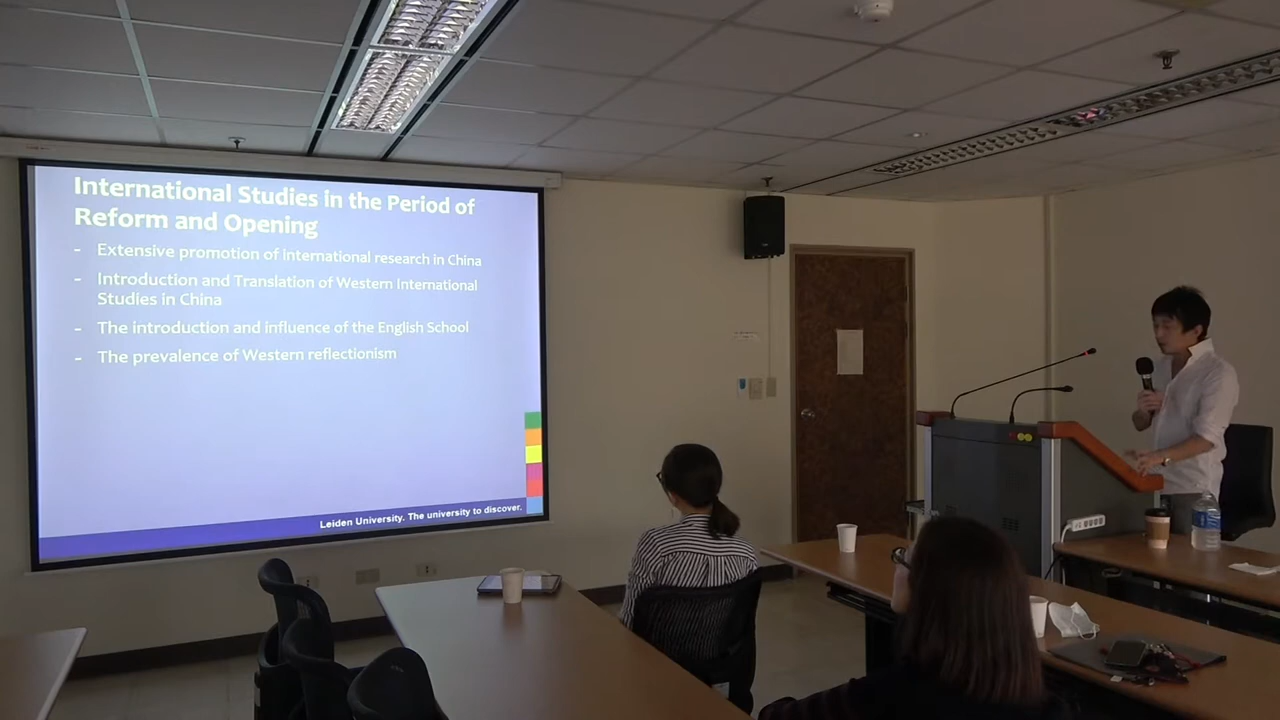 International Studies in the Period of
Reform and Opening
- Extensive promotion of International research in China
- Introduction and Translation of Western International
Studies in China
- The introduction and influence of the English School
- The prevalence of Western reflectionism
Leiden University. The university to discover.